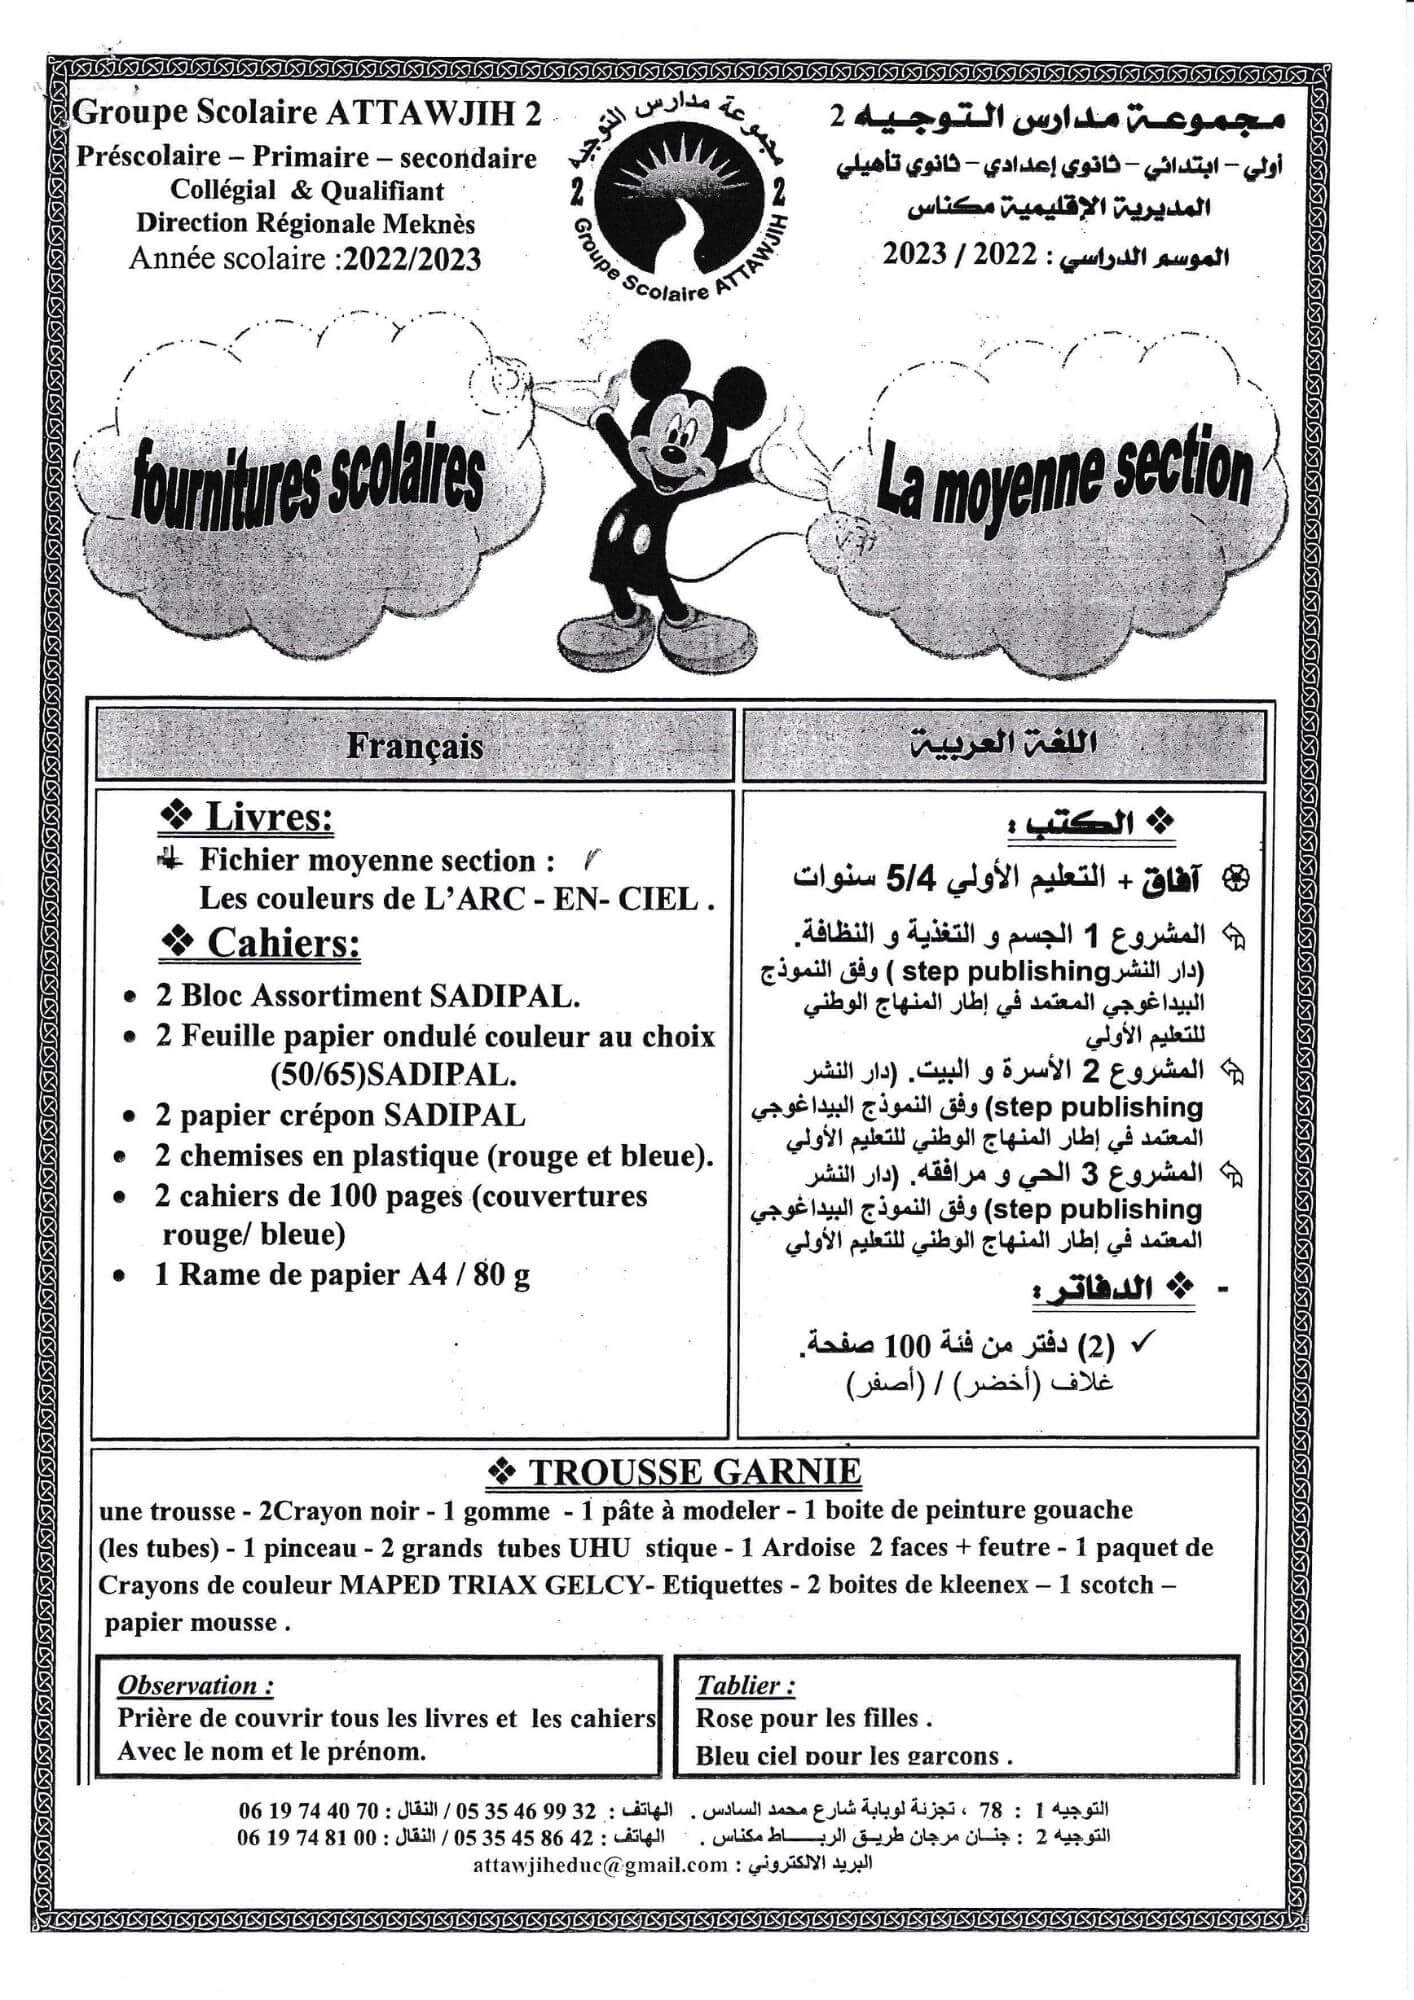 Groupe Scolaire ATTAWJIH 2
Préscolaire – Primaire – secondaire
Collégial & Qualifiant
Direction Régionale Meknès
Année scolaire :2022/2023
مجموعة مدارس التوجيه
2 2
Groupe Scolaire ATTAWJIH
مجموعة مدارس التوجيه 2
أولي – ابتدائي – ثانوي إعدادي – ثانوي تأهيلي
المديرية الإقليمية مكناس
الموسم الدراسي : 2022 / 2023
fournitures scolaires
La moyenne section
Français
❖ Livres:
Fichier moyenne section :
Les couleurs de L’ARC - EN- CIEL .
❖ Cahiers:
• 2 Bloc Assortiment SADIPAL.
• 2 Feuille papier ondulé couleur au choix
(50/65)SADIPAL.
• 2 papier crépon SADIPAL
• 2 chemises en plastique (rouge et bleue).
• 2 cahiers de 100 pages (couvertures
rouge/ bleue)
• 1 Rame de papier A4 / 80 g
اللغة العربية
❖ الكتب :
آفاق + التعليم الأولي 5/4 سنوات
المشروع 1 الجسم و التغذية و النظافة.
(دار النشر step publishing ) وفق النموذج
البيداغوجي المعتمد في إطار المنهاج الوطني
للتعليم الأولي
المشروع 2 الأسرة و البيت. (دار النشر
step publishing) وفق النموذج البيداغوجي
المعتمد في إطار المنهاج الوطني للتعليم الأولي
المشروع 3 الحي و مرافقه. (دار النشر
step publishing) وفق النموذج البيداغوجي
المعتمد في إطار المنهاج الوطني للتعليم الأولي
- ❖ الدفاتر :
✓ (2) دفتر من فئة 100 صفحة.
غلاف (أخضر) / (أصفر)
❖ TROUSSE GARNIE
une trousse - 2Crayon noir - 1 gomme - 1 pâte à modeler - 1 boite de peinture gouache
(les tubes) - 1 pinceau - 2 grands tubes UHU stique - 1 Ardoise 2 faces + feutre - 1 paquet de
Crayons de couleur MAPED TRIAX GELCY- Etiquettes - 2 boites de kleenex – 1 scotch –
papier mousse .
Observation :
Prière de couvrir tous les livres et les cahiers
Avec le nom et le prénom.
Tablier :
Rose pour les filles .
Bleu ciel pour les garçons .
التوجيه 1 : 78 ، تجزئة لوبابة شارع محمد السادس . الهاتف : 05 35 46 99 32 / النقال : 06 19 74 40 70
التوجيه 2 : جنان مرجان طريق الرباط مكناس . الهاتف : 05 35 45 86 42 / النقال : 06 19 74 81 00
البريد الالكتروني : attawjiheduc@gmail.com